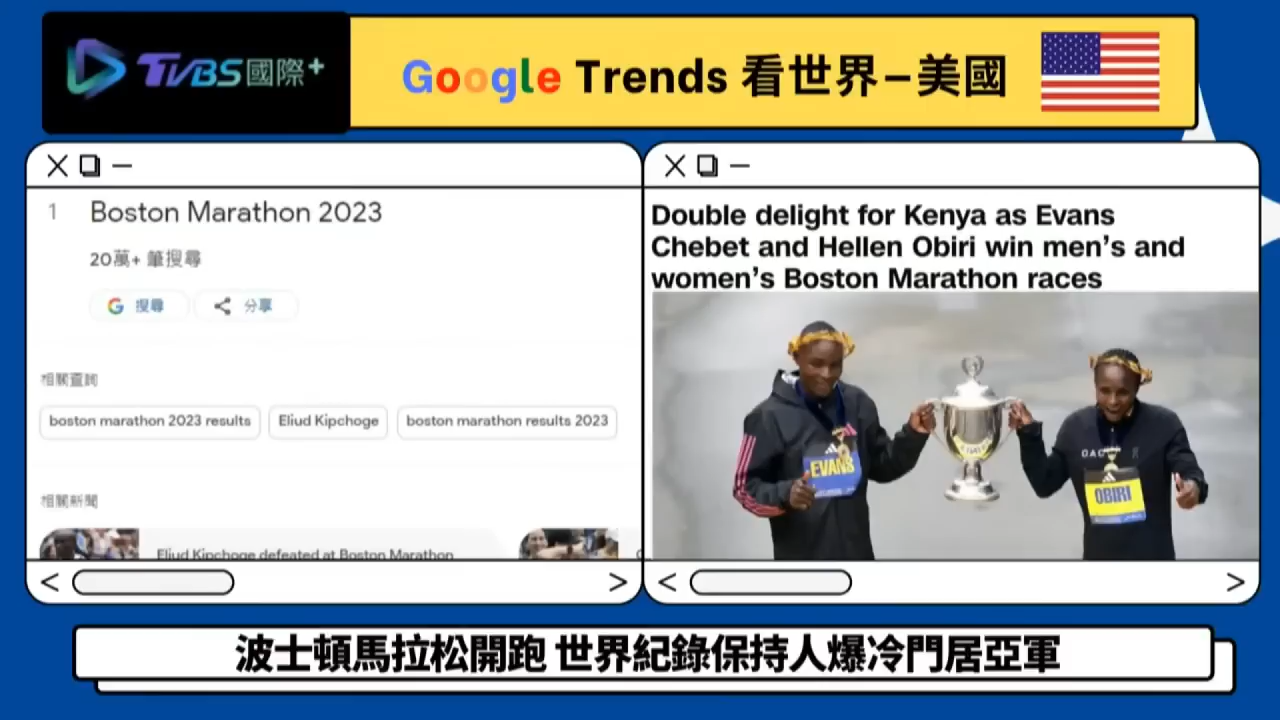 TVBS國際+
Google Trends 看世界–美國
1 Boston Marathon 2023
20萬+ 筆搜尋
搜尋 分享
相關查詢
boston marathon 2023 results Eliud Kipchoge boston marathon results 2023
相關新聞
Eliud Kipchoge defeated at Boston Marathon
Double delight for Kenya as Evans
Chebet and Hellen Obiri win men's and
women's Boston Marathon races
EVANS
OBIRI
波士頓馬拉松開跑 世界紀錄保持人爆冷門居亞軍